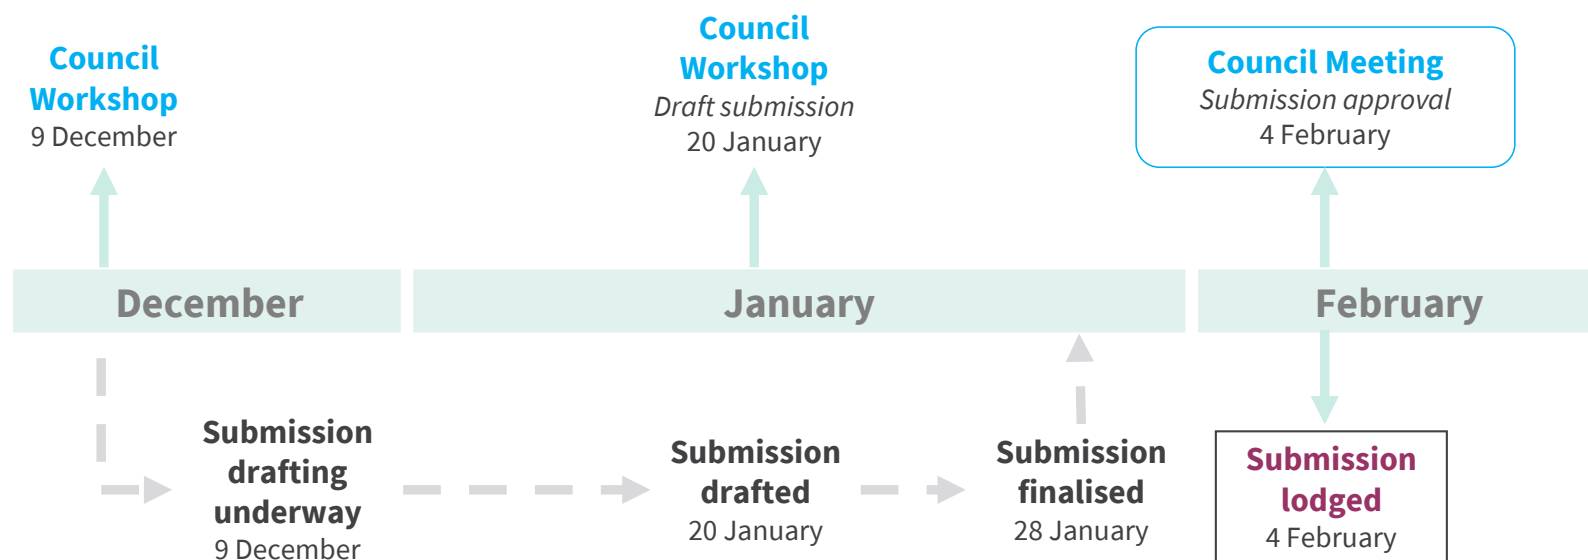 Council
Workshop
9 December
Council
Workshop
Draft submission
20 January
Council Meeting
Submission approval
4 February
December
January
February
Submission
drafting
underway
9 December
Submission
drafted
20 January
Submission
finalised
28 January
Submission
lodged
4 February